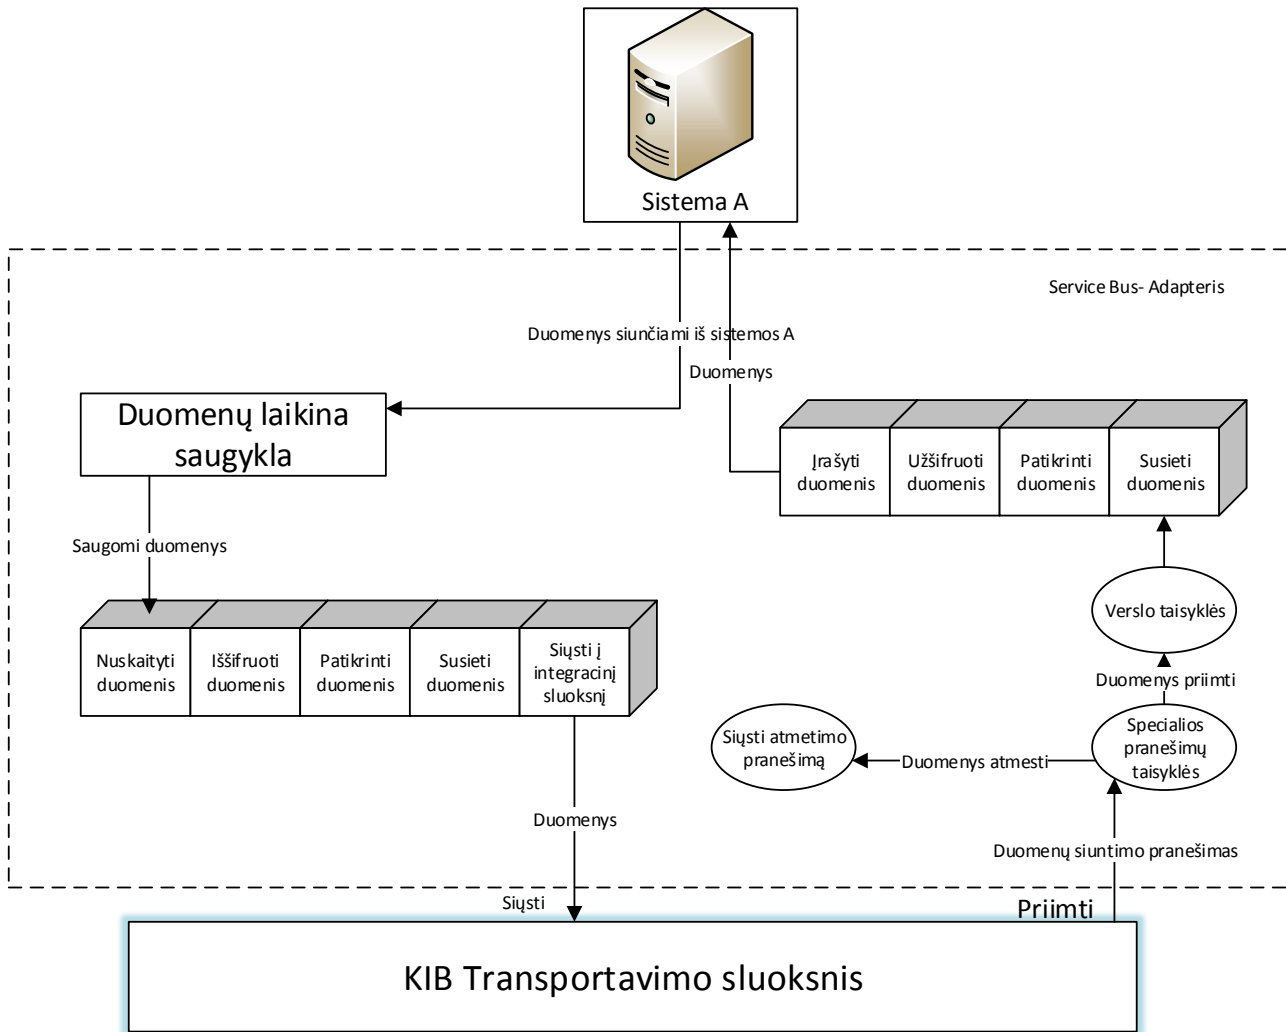 Sistema A
Service Bus- Adapteris
Duomenys siunčiami iš sistemos A
Duomenys
Duomenų laikina
saugykla
Įrašyti
duomenis
Užšifruoti
duomenis
Patikrinti
duomenis
Susieti
duomenis
Saugomi duomenys
Verslo taisyklės
Nuskaityti
duomenis
Iššifruoti
duomenis
Patikrinti
duomenis
Susieti
duomenis
Siųsti į
integracinį
sluoksnį
Duomenys priimti
Siųsti atmetimo
pranešimą
Duomenys atmesti
Specialios
pranešimų
taisyklės
Duomenys
Duomenų siuntimo pranešimas
Siųsti
Priimti
KIB Transportavimo sluoksnis